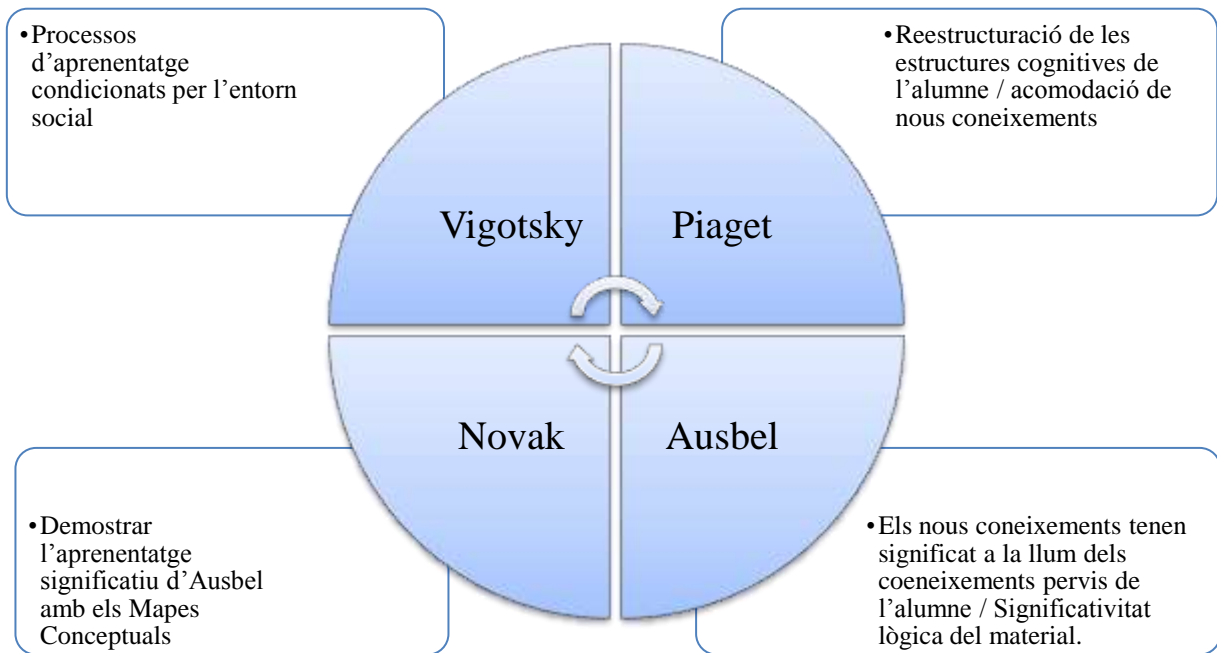 •Processos
d’aprenentatge
condicionats per l’entorn
social
•Reestructuració de les
estructures cognitives de
l’alumne / acomodació de
nous coneixements
Vigotsky
Piaget
Novak
Ausbel
•Demostrar
l’aprenentatge
significatiu d’Ausbel
amb els Mapes
Conceptuals
•Els nous coneixements tenen
significat a la llum dels
coeneixements pervis de
l’alumne / Significativitat
lògica del material.